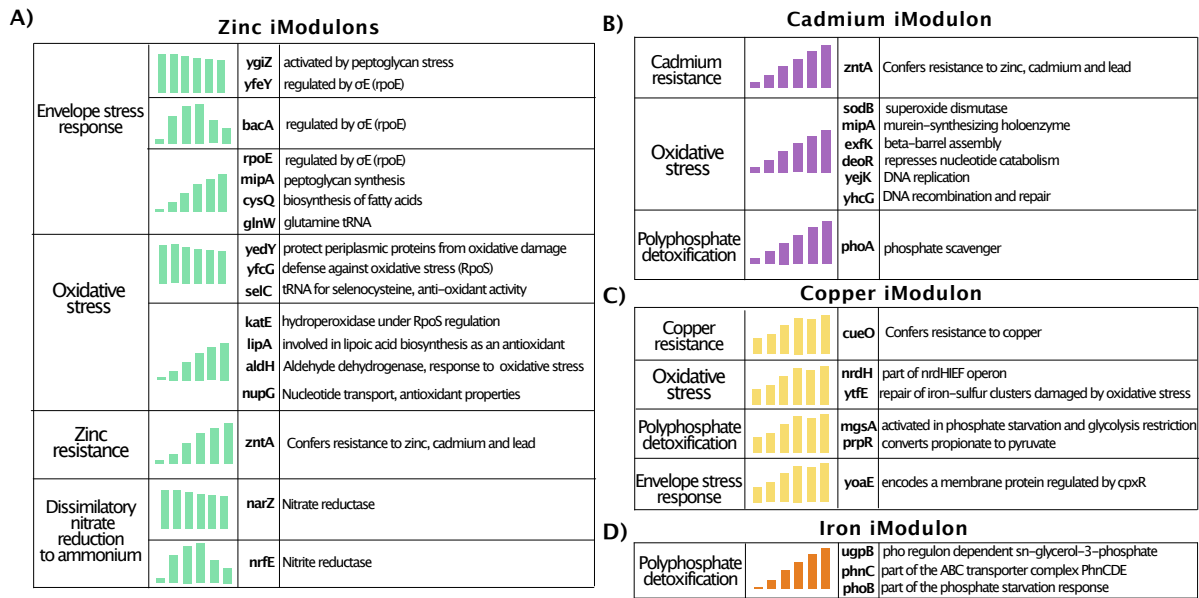 A)
Zinc iModulons
Envelope stress
response
ygiZ activated by peptoglycan stress
yfeY regulated by σE (rpoE)
bacA regulated by σE (rpoE)
rpoE regulated by σE (rpoE)
mipA peptoglycan synthesis
cysQ biosynthesis of fatty acids
glnW glutamine tRNA
Oxidative
stress
yedY protect periplasmic proteins from oxidative damage
yfcG defense against oxidative stress (RpoS)
selC tRNA for selenocysteine, anti-oxidant activity
katE hydroperoxidase under RpoS regulation
lipA involved in lipoic acid biosynthesis as an antioxidant
aldH Aldehyde dehydrogenase, response to oxidative stress
nupG Nucleotide transport, antioxidant properties
Zinc
resistance
zntA Confers resistance to zinc, cadmium and lead
Dissimilatory
nitrate
reduction
to ammonium
narZ Nitrate reductase
nrfE Nitrite reductase
B)
Cadmium iModulon
Cadmium
resistance
zntA Confers resistance to zinc, cadmium and lead
Oxidative
stress
sodB superoxide dismutase
mipA murein-synthesizing holoenzyme
exfK beta-barrel assembly
deoR represses nucleotide catabolism
yejK DNA replication
yhcG DNA recombination and repair
Polyphosphate
detoxification
phoA phosphate scavenger
C)
Copper iModulon
Copper
resistance
cueO Confers resistance to copper
Oxidative
stress
nrdH part of nrdHIEF operon
ytfE repair of iron-sulfur clusters damaged by oxidative stress
Polyphosphate
detoxification
mgsA activated in phosphate starvation and glycolysis restriction
prpR converts propionate to pyruvate
Envelope stress
response
yoaE encodes a membrane protein regulated by cpxR
D)
Iron iModulon
Polyphosphate
detoxification
ugpB pho regulon dependent sn-glycerol-3-phosphate
phnC part of the ABC transporter complex PhnCDE
phoB part of the phosphate starvation response